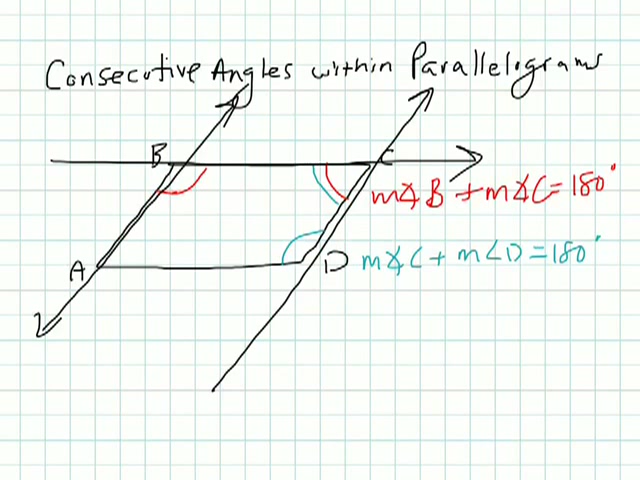 Consecutive Angles within Parallelograms
B
C
m∡B + m∡C = 180°
A
D
m∡C + m∠D = 180°